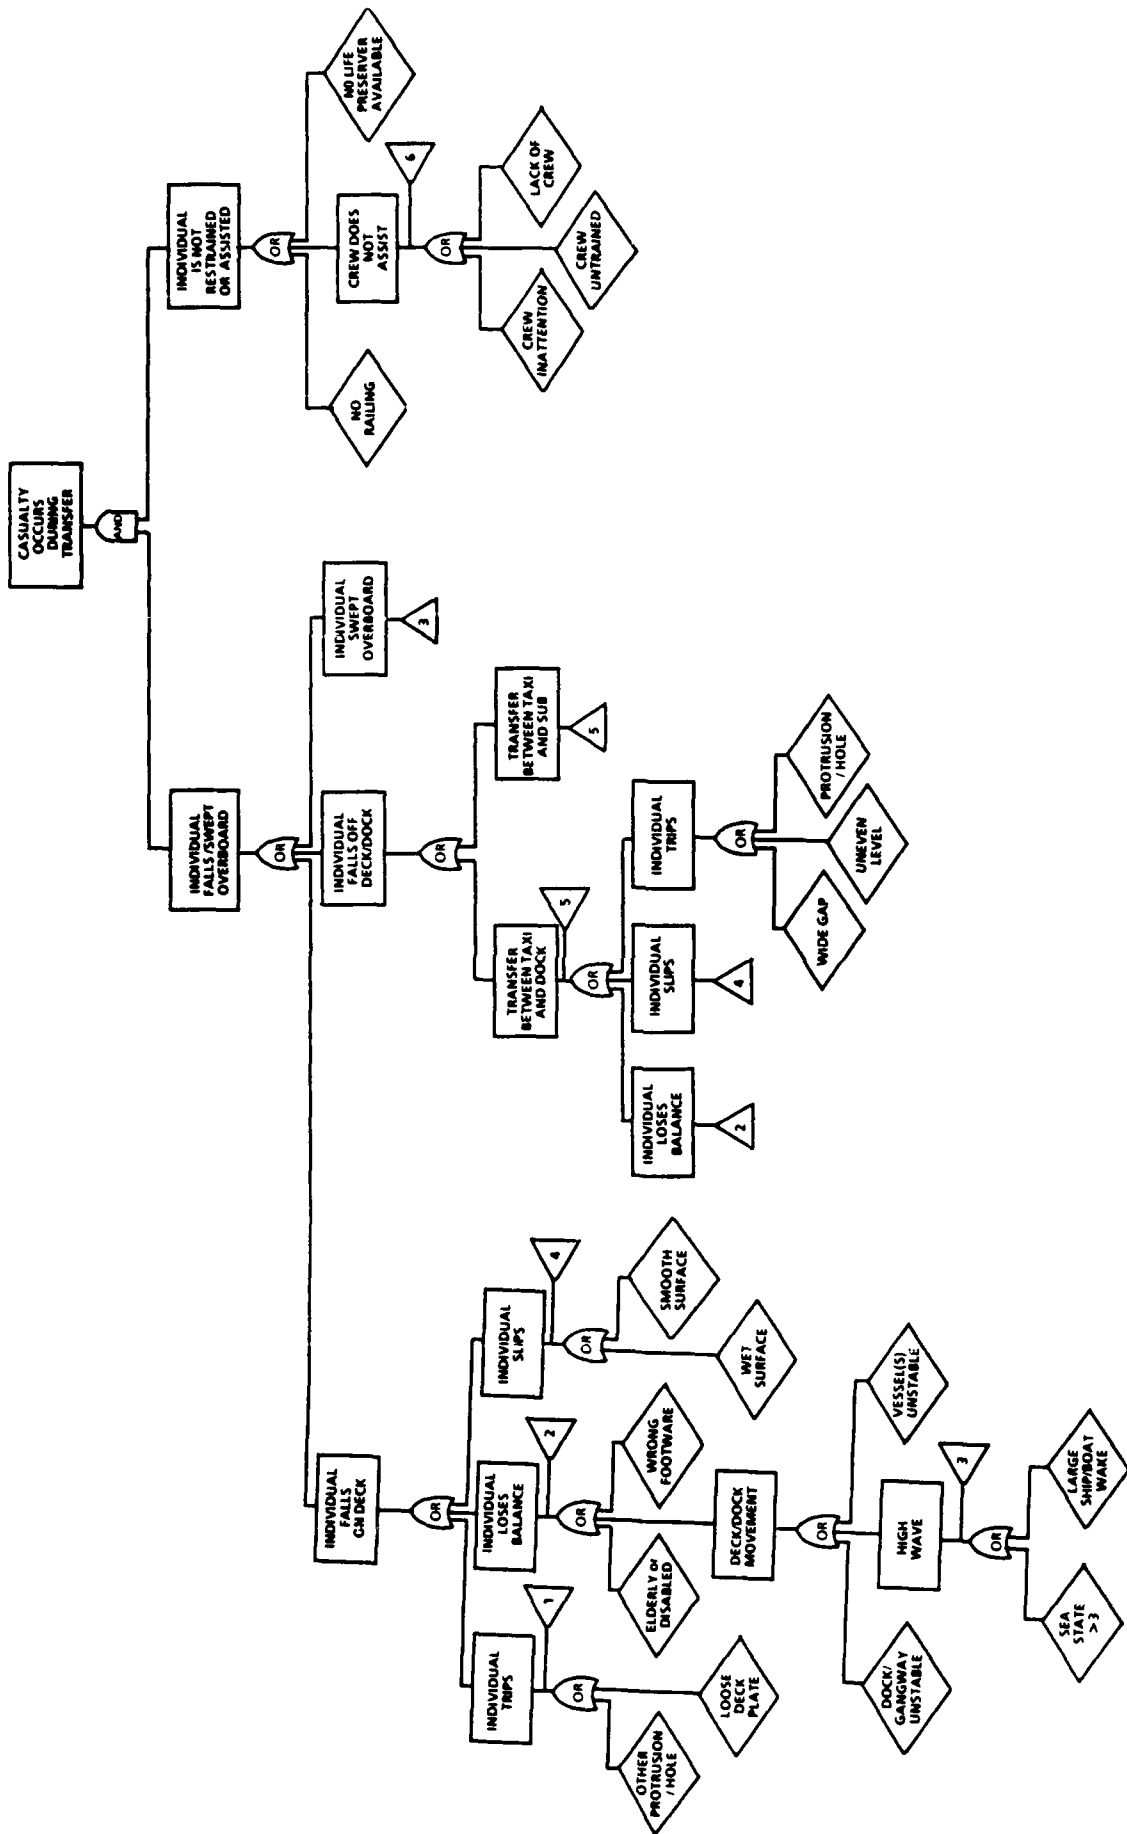 CASUALTY
OCCURS
DURING
TRANSFER
AND
INDIVIDUAL
FALLS/SWEPT
OVERBOARD
OR
INDIVIDUAL
IS NOT
RESTRAINED
OR ASSISTED
OR
INDIVIDUAL
FALLS
GN DECK
OR
INDIVIDUAL
FALLS OFF
DECK/DOCK
OR
INDIVIDUAL
SWEPT
OVERBOARD
3
NO
RAILING
CREW DOES
NOT
ASSIST
6
OR
NO LIFE
PRESERVER
AVAILABLE
INDIVIDUAL
TRIPS
1
OR
INDIVIDUAL
LOSES
BALANCE
2
OR
INDIVIDUAL
SLIPS
4
OR
TRANSFER
BETWEEN TAXI
AND DOCK
5
OR
TRANSFER
BETWEEN TAXI
AND SUB
5
CREW
INATTENTION
CREW
UNTRAINED
LACK OF
CREW
OTHER
PROTRUSION
/ HOLE
LOOSE DECK
PLATE
ELDERLY or
DISABLED
WRONG
FOOTWARE
WET
SURFACE
SMOOTH
SURFACE
INDIVIDUAL
LOSES
BALANCE
2
INDIVIDUAL
SLIPS
4
INDIVIDUAL
TRIPS
OR
DECK/DOCK
MOVEMENT
OR
WIDE GAP
UNEVEN
LEVEL
PROTRUSION
/ HOLE
DOCK/
GANGWAY
UNSTABLE
HIGH
WAVE
3
OR
VESSEL(S)
UNSTABLE
SEA
STATE
>3
LARGE
SHIP/BOAT
WAKE